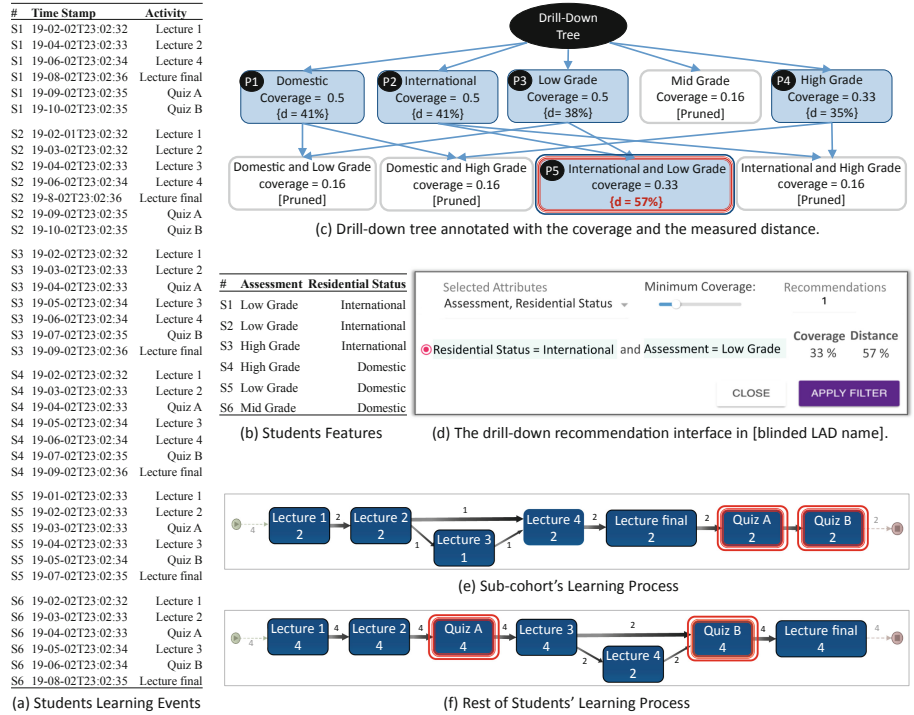 # Time Stamp Activity
S1 19-02-02T23:02:32 Lecture 1
S1 19-04-02T23:02:33 Lecture 2
S1 19-06-02T23:02:34 Lecture 4
S1 19-08-02T23:02:36 Lecture final
S1 19-09-02T23:02:35 Quiz A
S1 19-10-02T23:02:35 Quiz B
S2 19-02-01T23:02:32 Lecture 1
S2 19-03-02T23:02:32 Lecture 2
S2 19-04-02T23:02:33 Lecture 3
S2 19-06-02T23:02:34 Lecture 4
S2 19-8-02T23:02:36 Lecture final
S2 19-09-02T23:02:35 Quiz A
S2 19-10-02T23:02:35 Quiz B
S3 19-02-02T23:02:32 Lecture 1
S3 19-03-02T23:02:33 Lecture 2
S3 19-04-02T23:02:33 Quiz A
S3 19-05-02T23:02:34 Lecture 3
S3 19-06-02T23:02:34 Lecture 4
S3 19-07-02T23:02:35 Quiz B
S3 19-09-02T23:02:36 Lecture final
S4 19-02-02T23:02:32 Lecture 1
S4 19-03-02T23:02:33 Lecture 2
S4 19-04-02T23:02:33 Quiz A
S4 19-05-02T23:02:34 Lecture 3
S4 19-06-02T23:02:34 Lecture 4
S4 19-07-02T23:02:35 Quiz B
S4 19-09-02T23:02:36 Lecture final
S5 19-01-02T23:02:33 Lecture 1
S5 19-02-02T23:02:33 Lecture 2
S5 19-03-02T23:02:33 Quiz A
S5 19-04-02T23:02:33 Lecture 3
S5 19-05-02T23:02:34 Quiz B
S5 19-07-02T23:02:35 Lecture final
S6 19-02-02T23:02:32 Lecture 1
S6 19-03-02T23:02:33 Lecture 2
S6 19-04-02T23:02:33 Quiz A
S6 19-05-02T23:02:34 Lecture 3
S6 19-06-02T23:02:34 Quiz B
S6 19-08-02T23:02:35 Lecture final
(a) Students Learning Events
Drill-Down
Tree
P1 Domestic
Coverage = 0.5
{d = 41%}
P2 International
Coverage = 0.5
{d = 41%}
P3 Low Grade
Coverage = 0.5
{d= 38%}
Mid Grade
Coverage = 0.16
[Pruned]
P4 High Grade
Coverage = 0.33
{d = 35%}
Domestic and Low Grade
coverage = 0.16
[Pruned]
Domestic and High Grade
coverage = 0.16
[Pruned]
P5 International and Low Grade
coverage = 0.33
{d = 57%}
International and High Grade
coverage = 0.16
[Pruned]
(c) Drill-down tree annotated with the coverage and the measured distance.
# Assessment Residential Status
S1 Low Grade International
S2 Low Grade International
S3 High Grade International
S4 High Grade Domestic
S5 Low Grade Domestic
S6 Mid Grade Domestic
(b) Students Features
Selected Attributes
Assessment, Residential Status
Minimum Coverage:
Recommendations
1
Residential Status = International and Assessment = Low Grade
Coverage Distance
33 % 57 %
CLOSE
APPLY FILTER
(d) The drill-down recommendation interface in [blinded LAD name].
4
Lecture 1
2
2
Lecture 2
2
1
1
Lecture 3
1
1
Lecture 4
2
2
Lecture final
2
2
Quiz A
2
2
Quiz B
2
2
(e) Sub-cohort's Learning Process
4
Lecture 1
4
4
Lecture 2
4
4
Quiz A
4
4
Lecture 3
4
2
2
Lecture 4
2
2
Quiz B
4
4
Lecture final
4
4
(f) Rest of Students' Learning Process